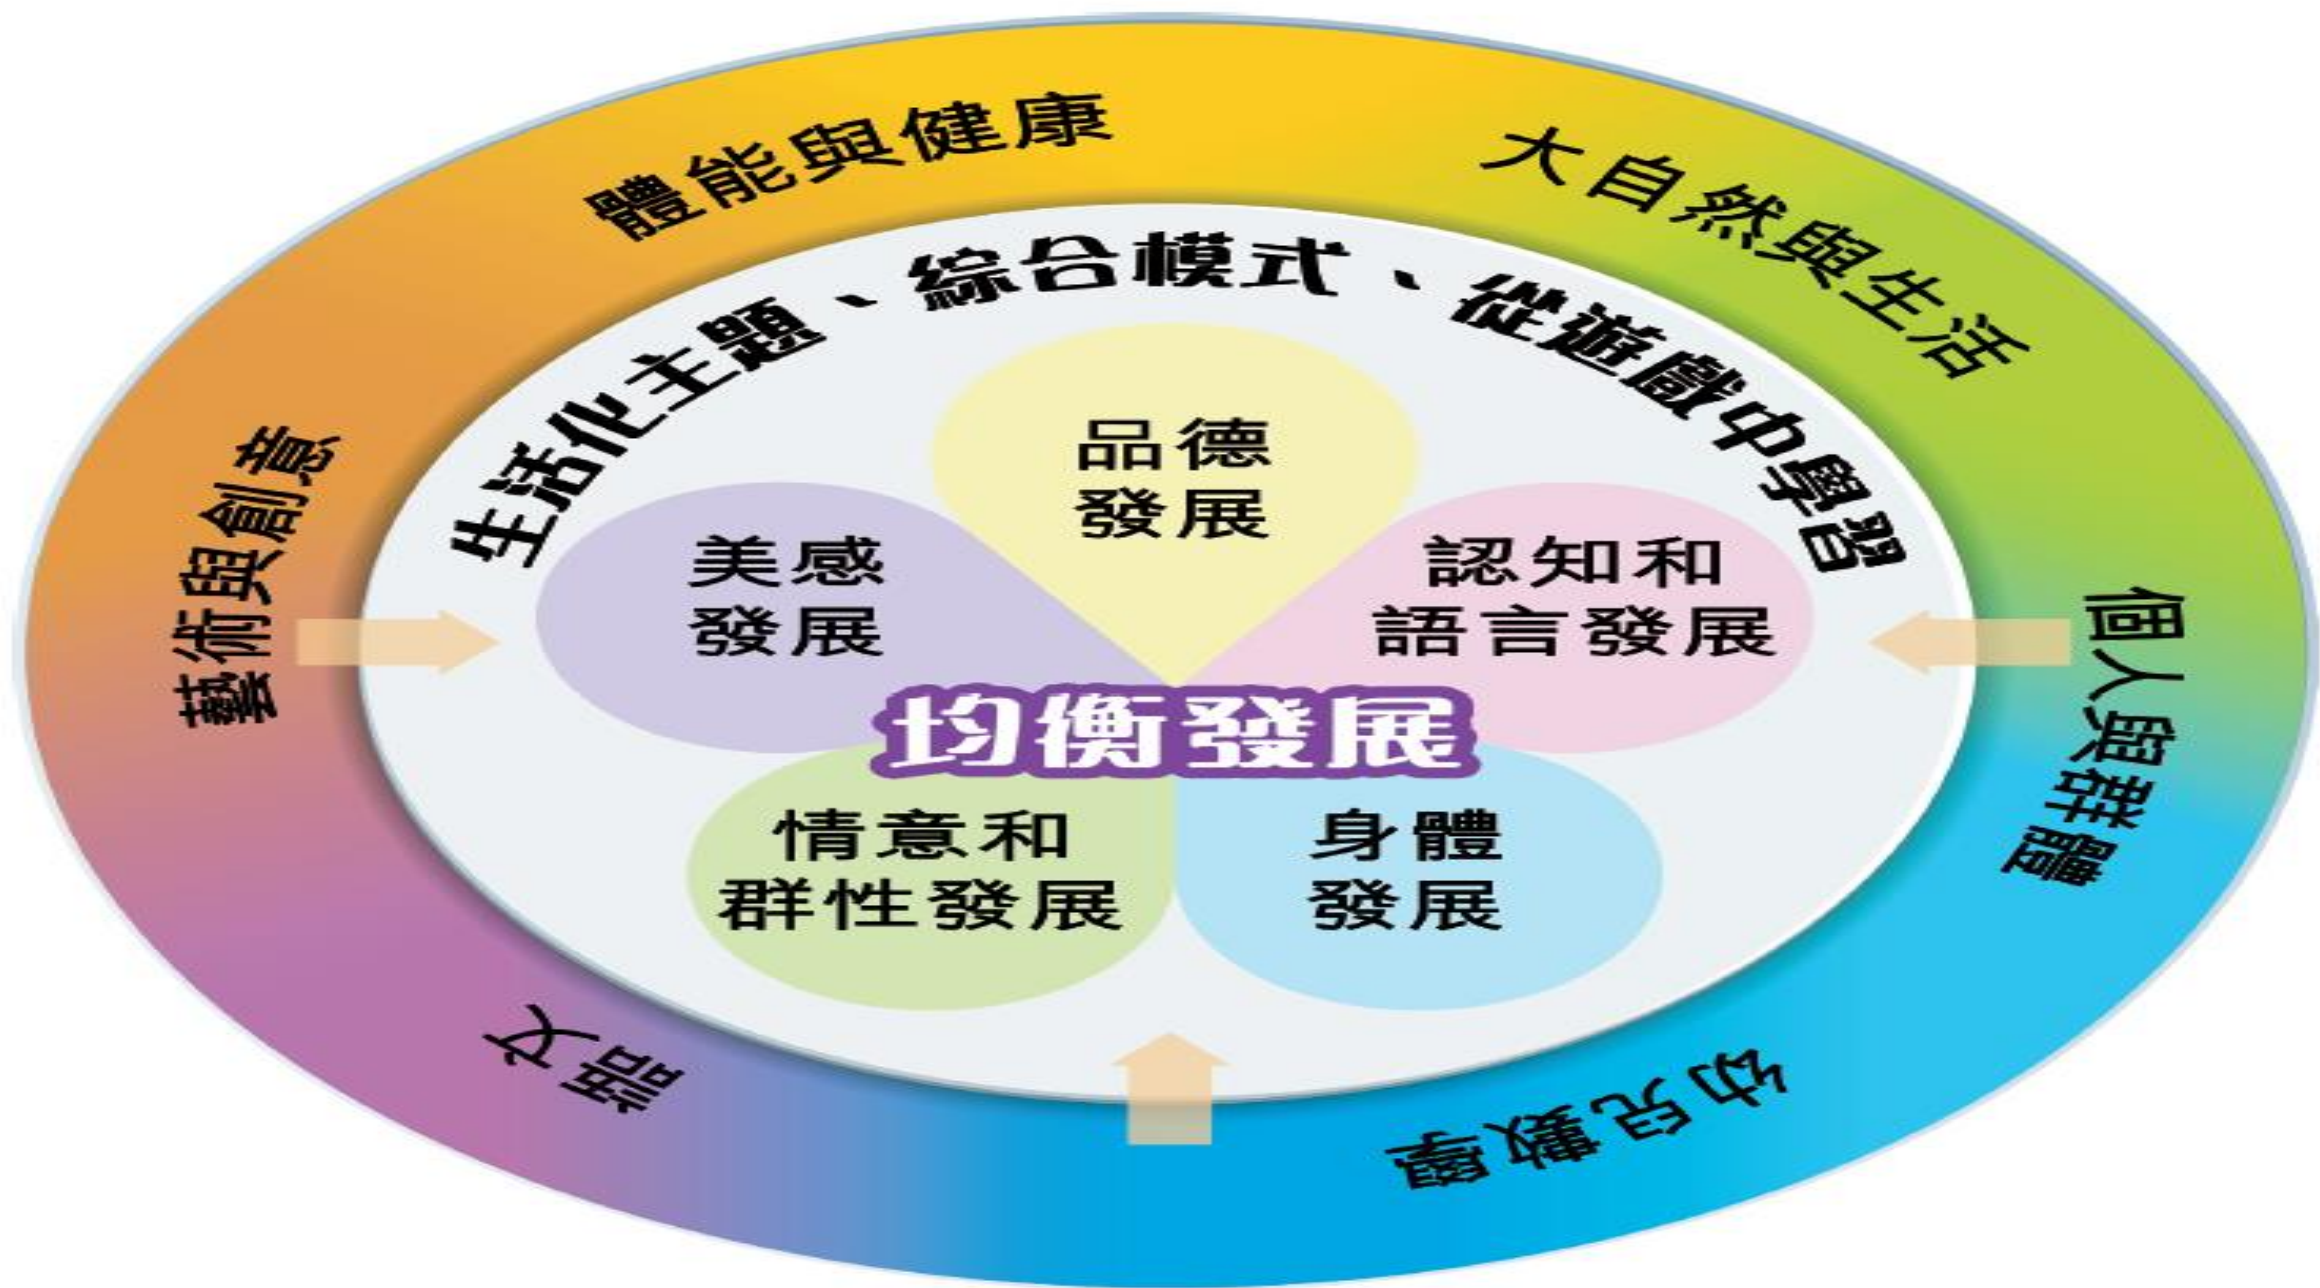 體能與健康
大自然與生活
個人與群體
幼兒數學
語文
藝術與創意
生活化主題、綜合模式、從遊戲中學習
品德
發展
認知和
語言發展
身體
發展
情意和
群性發展
美感
發展
均衡發展